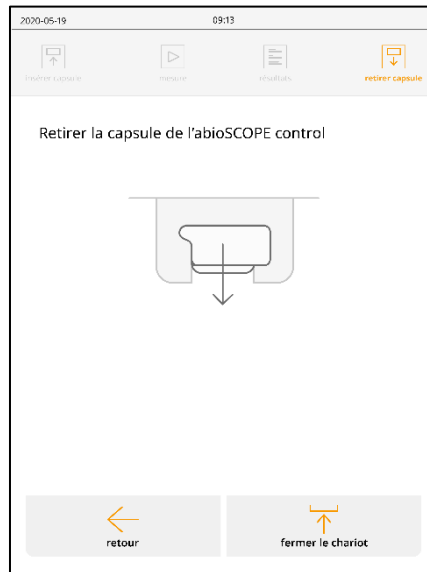 2020-05-19 09:13
insérer capsule mesure résultats retirer capsule
Retirer la capsule de l'abioSCOPE control
retour fermer le chariot